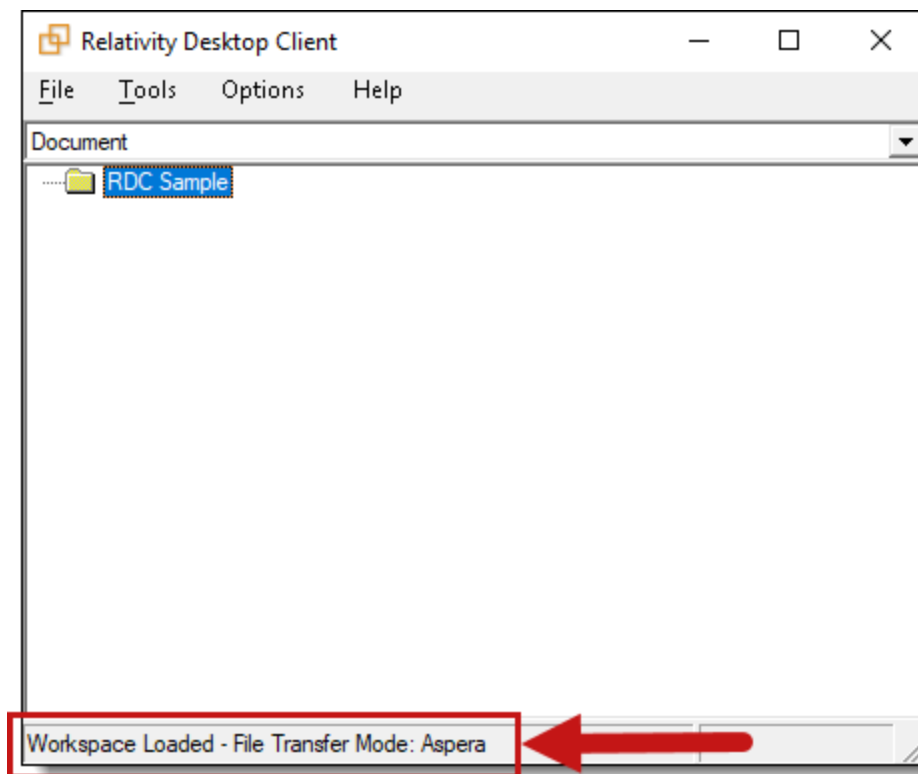 Relativity Desktop Client
File Tools Options Help
Document
RDC Sample
Workspace Loaded - File Transfer Mode: Aspera